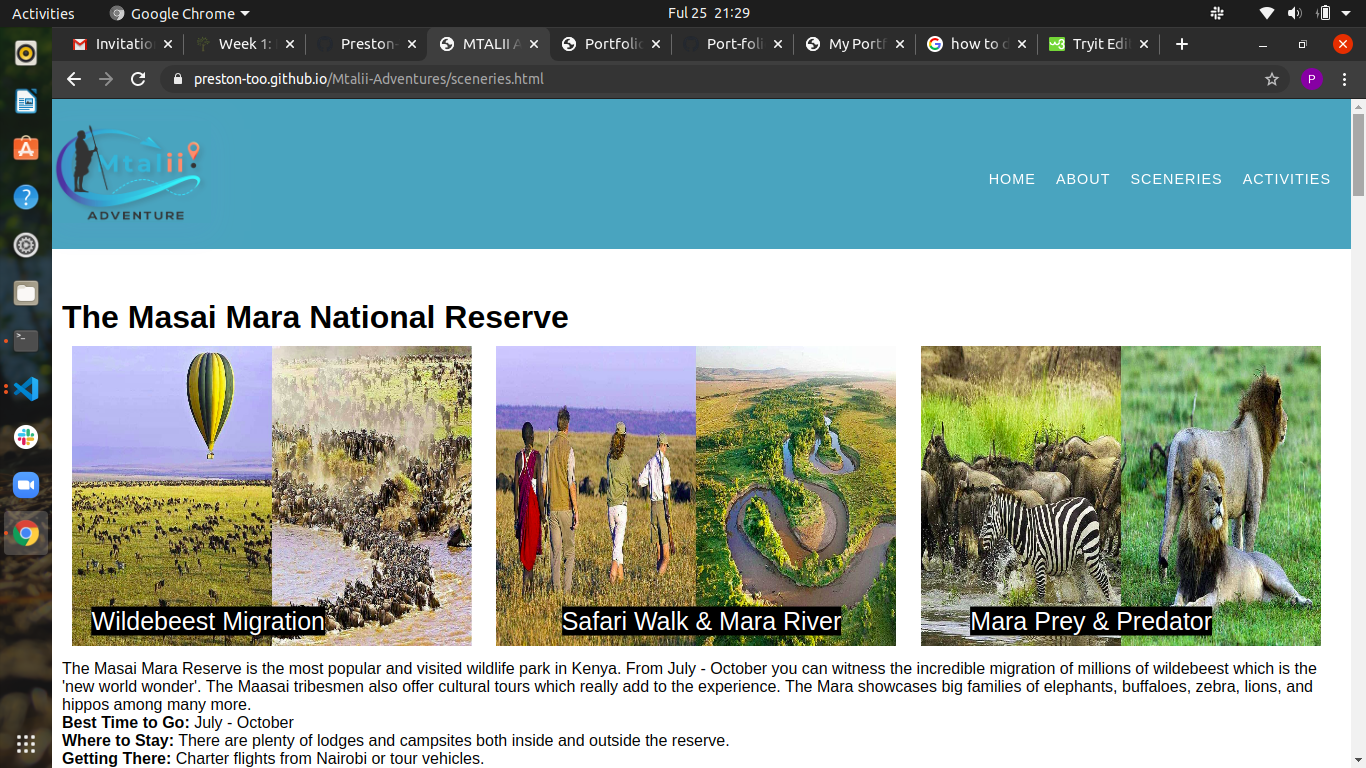 Activities
Google Chrome
Ful 25 21:29
Invitatio
Week 1:
Preston-
MTALII A
Portfolio
Port-foli
My Portf
how to d
Tryit Edi
preston-too.github.io/Mtalii-Adventures/sceneries.html
P
Mtalii
ADVENTURE
HOME ABOUT SCENERIES ACTIVITIES
The Masai Mara National Reserve
Wildebeest Migration
Safari Walk & Mara River
Mara Prey & Predator
The Masai Mara Reserve is the most popular and visited wildlife park in Kenya. From July - October you can witness the incredible migration of millions of wildebeest which is the
'new world wonder'. The Maasai tribesmen also offer cultural tours which really add to the experience. The Mara showcases big families of elephants, buffaloes, zebra, lions, and
hippos among many more.
Best Time to Go: July - October
Where to Stay: There are plenty of lodges and campsites both inside and outside the reserve.
Getting There: Charter flights from Nairobi or tour vehicles.